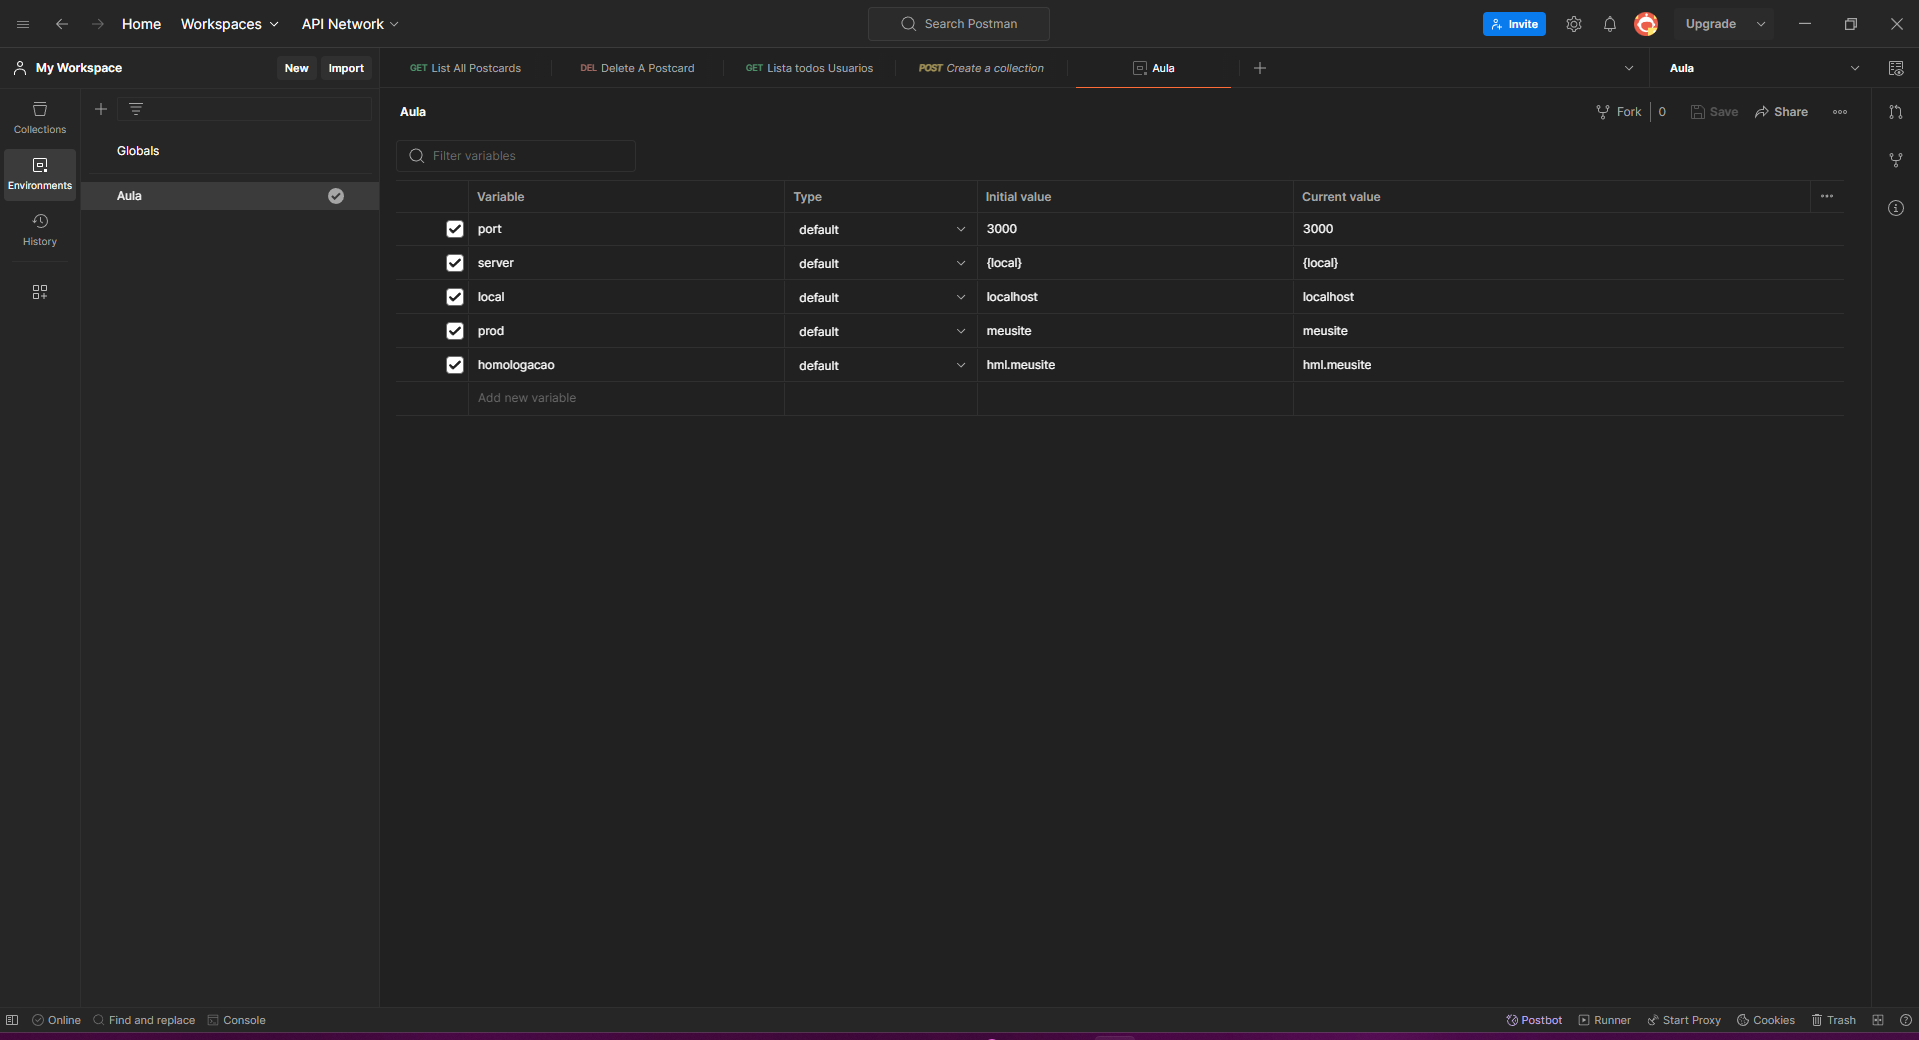 Home Workspaces API Network Search Postman Invite Upgrade
My Workspace New Import GET List All Postcards DEL Delete A Postcard GET Lista todos Usuarios POST Create a collection Aula Aula
Collections
Environments
History
Globals
Aula
Aula Fork 0 Save Share
Filter variables
Variable Type Initial value Current value
port default 3000 3000
server default {local} {local}
local default localhost localhost
prod default meusite meusite
homologacao default hml.meusite hml.meusite
Add new variable
Online Find and replace Console Postbot Runner Start Proxy Cookies Trash